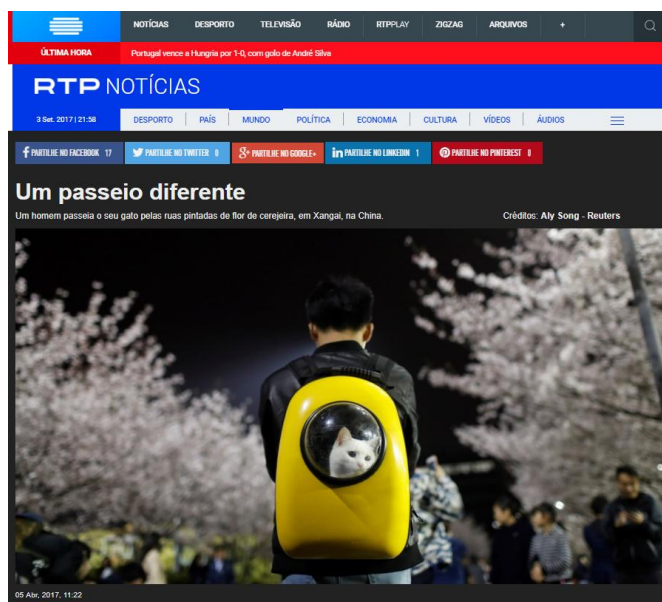 NOTÍCIAS DESPORTO TELEVISÃO RÁDIO RTPPLAY ZIGZAG ARQUIVOS +
ÚLTIMA HORA Portugal vence a Hungria por 1-0, com golo de André Silva
RTP NOTÍCIAS
3 Set. 2017 | 21:58 DESPORTO PAÍS MUNDO POLÍTICA ECONOMIA CULTURA VÍDEOS ÁUDIOS
PARTILHE NO FACEBOOK 17 PARTILHE NO TWITTER 0 PARTILHE NO GOOGLE+ PARTILHE NO LINKEDIN 1 PARTILHE NO PINTEREST 0
Um passeio diferente
Um homem passeia o seu gato pelas ruas pintadas de flor de cerejeira, em Xangai, na China. Créditos: Aly Song - Reuters
05 Abr, 2017, 11:22